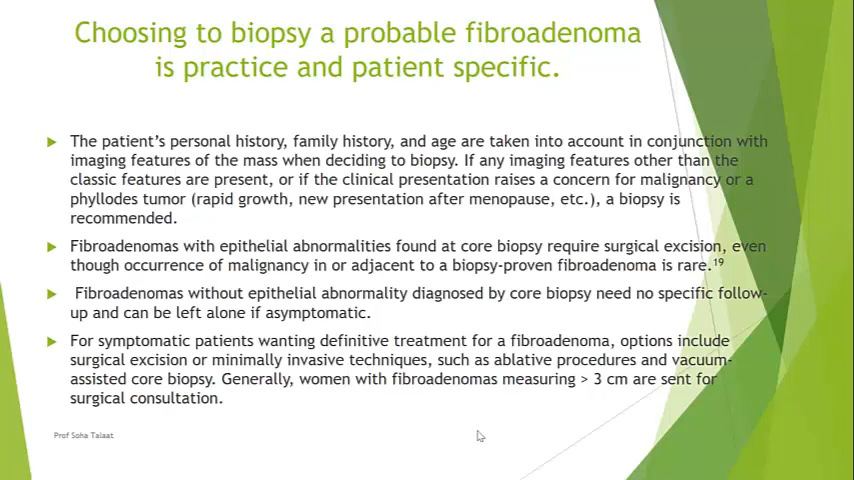 Choosing to biopsy a probable fibroadenoma
is practice and patient specific.
The patient's personal history, family history, and age are taken into account in conjunction with
imaging features of the mass when deciding to biopsy. If any imaging features other than the
classic features are present, or if the clinical presentation raises a concern for malignancy or a
phyllodes tumor (rapid growth, new presentation after menopause, etc.), a biopsy is
recommended.
Fibroadenomas with epithelial abnormalities found at core biopsy require surgical excision, even
though occurrence of malignancy in or adjacent to a biopsy-proven fibroadenoma is rare.¹⁹
Fibroadenomas without epithelial abnormality diagnosed by core biopsy need no specific follow-
up and can be left alone if asymptomatic.
For symptomatic patients wanting definitive treatment for a fibroadenoma, options include
surgical excision or minimally invasive techniques, such as ablative procedures and vacuum-
assisted core biopsy. Generally, women with fibroadenomas measuring > 3 cm are sent for
surgical consultation.
Prof Soha Talaat